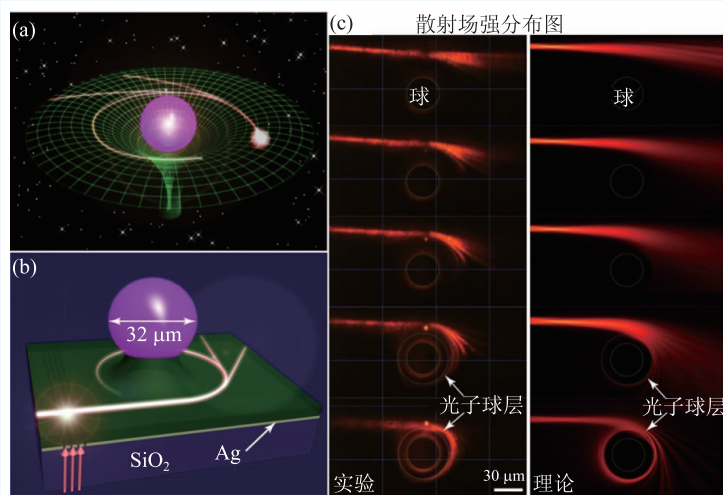 (a)
(b)
32 μm
SiO₂
Ag
(c)
散射场强分布图
球
球
光子球层
光子球层
实验
30 μm
理论